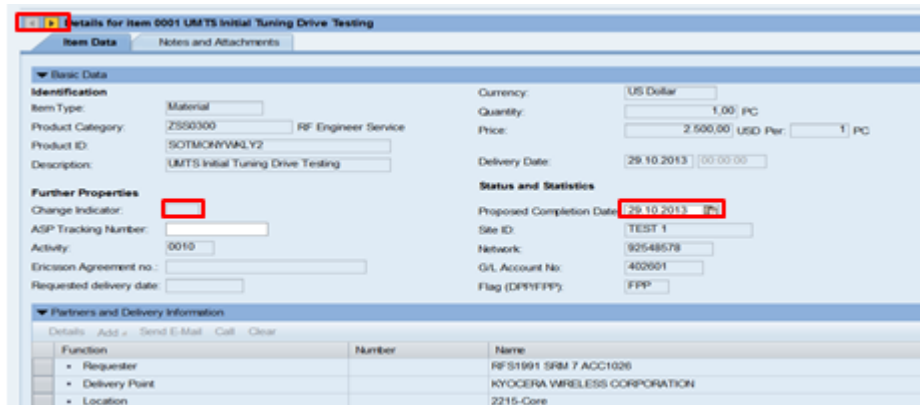 Details for item 0001 UMTS Initial Tuning Drive Testing
Item Data Notes and Attachments
Basic Data
Identification
Currency: US Dollar
Item Type: Material
Quantity: 1,00 PC
Product Category: ZSS0300 RF Engineer Service
Price: 2.500,00 USD Per: 1 PC
Product ID: SOTMONYWKLY2
Description: UMTS Initial Tuning Drive Testing
Delivery Date: 29.10.2013 00:00:00
Further Properties
Status and Statistics
Change Indicator:
Proposed Completion Date 29.10.2013
ASP Tracking Number:
Site ID: TEST 1
Activity: 0010
Network: 92548578
Ericsson Agreement no.:
G/L Account No: 402601
Requested delivery date:
Flag (DPP/FPP): FPP
Partners and Delivery Information
Details Add Send E-Mail Call Clear
Function Number Name
Requester RFS1991 SRM 7 ACC1026
Delivery Point KYOCERA WIRELESS CORPORATION
Location 2215-Core